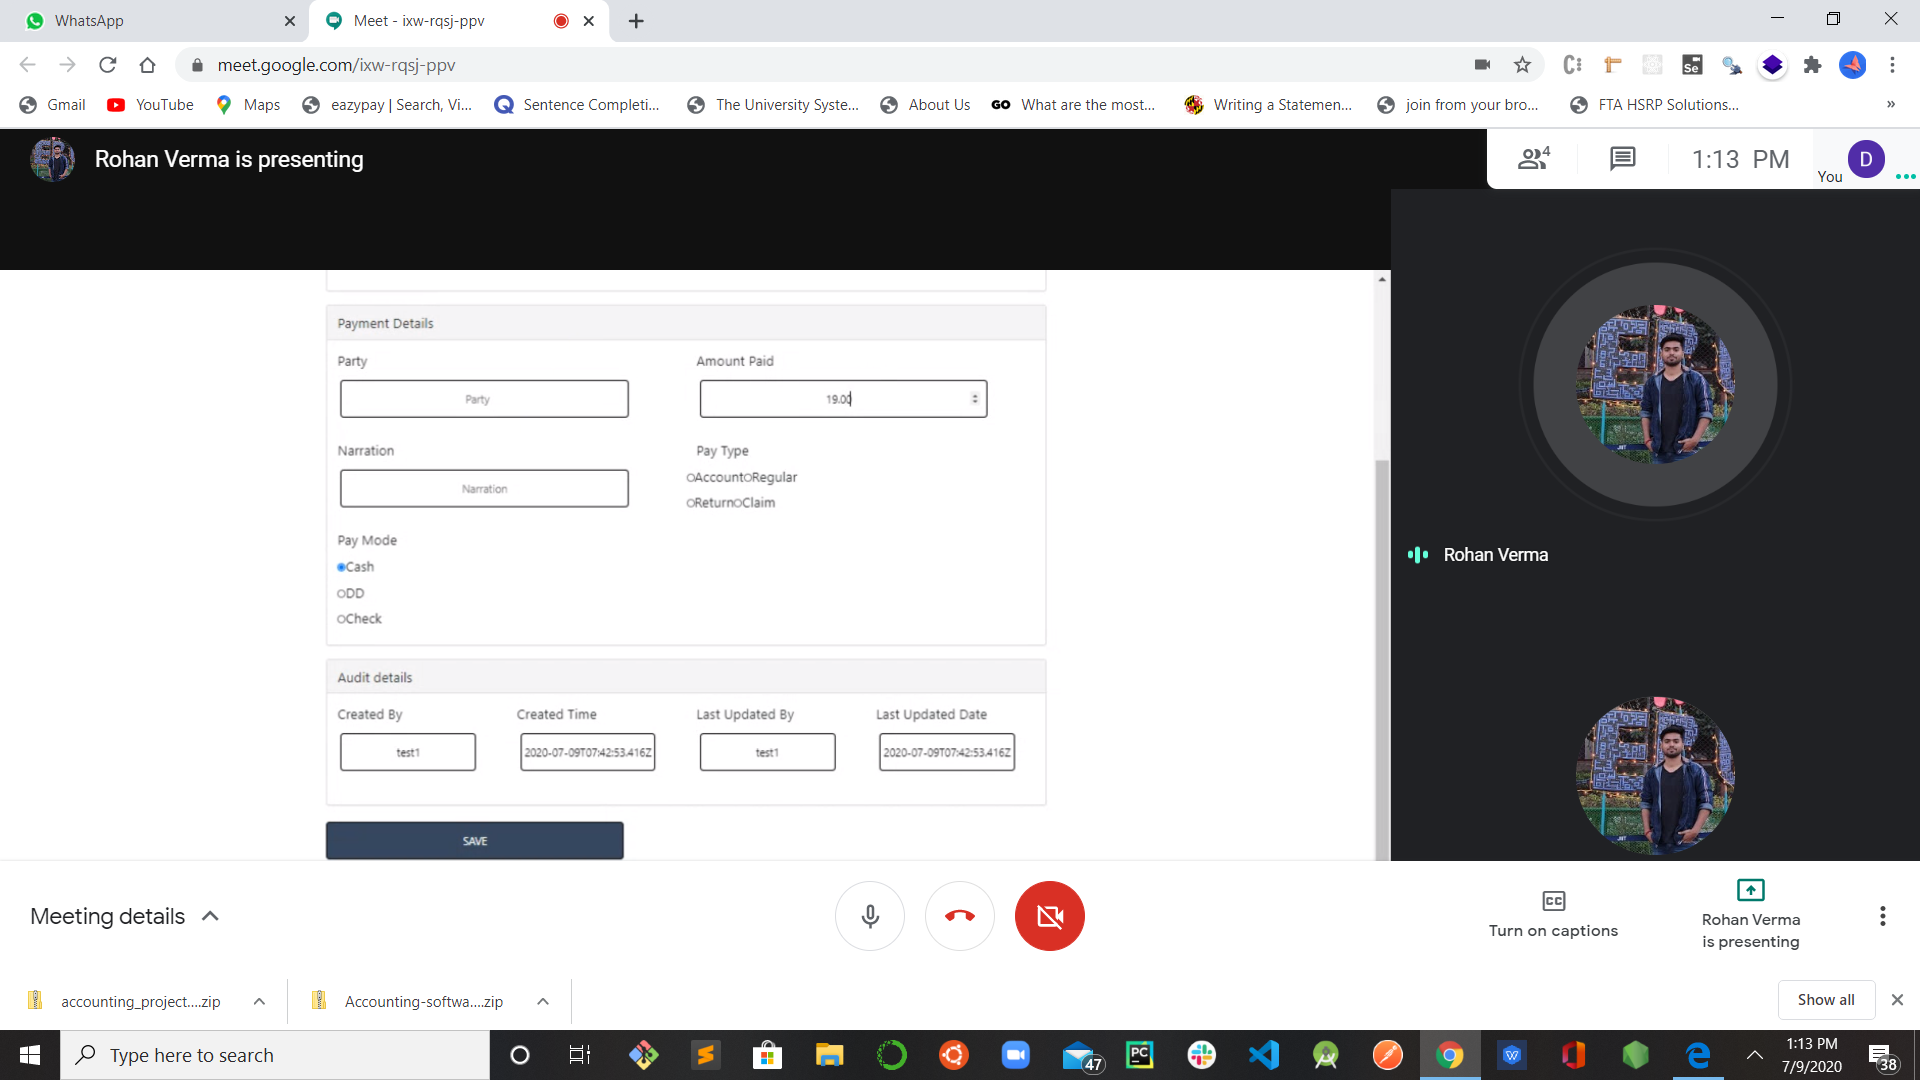 WhatsApp
Meet - ixw-rqsj-ppv
meet.google.com/ixw-rqsj-ppv
C:
Se
Gmail
YouTube
Maps
eazypay | Search, Vi...
Sentence Completi...
The University Syste...
About Us
GO What are the most...
Writing a Statemen...
join from your bro...
FTA HSRP Solutions...
»
Rohan Verma is presenting
4
1:13 PM
You
D
Payment Details
Party
Amount Paid
Party
19.00
Narration
Pay Type
Account Regular
Narration
Return Claim
Pay Mode
Cash
DD
Check
Rohan Verma
Audit details
Created By
Created Time
Last Updated By
Last Updated Date
test1
2020-07-09T07:42:53.416Z
test1
2020-07-09T07:42:53.416Z
SAVE
Meeting details
CC
Turn on captions
Rohan Verma
is presenting
accounting_project....zip
Accounting-softwa....zip
Show all
Type here to search
47
PC
W
1:13 PM
7/9/2020
38